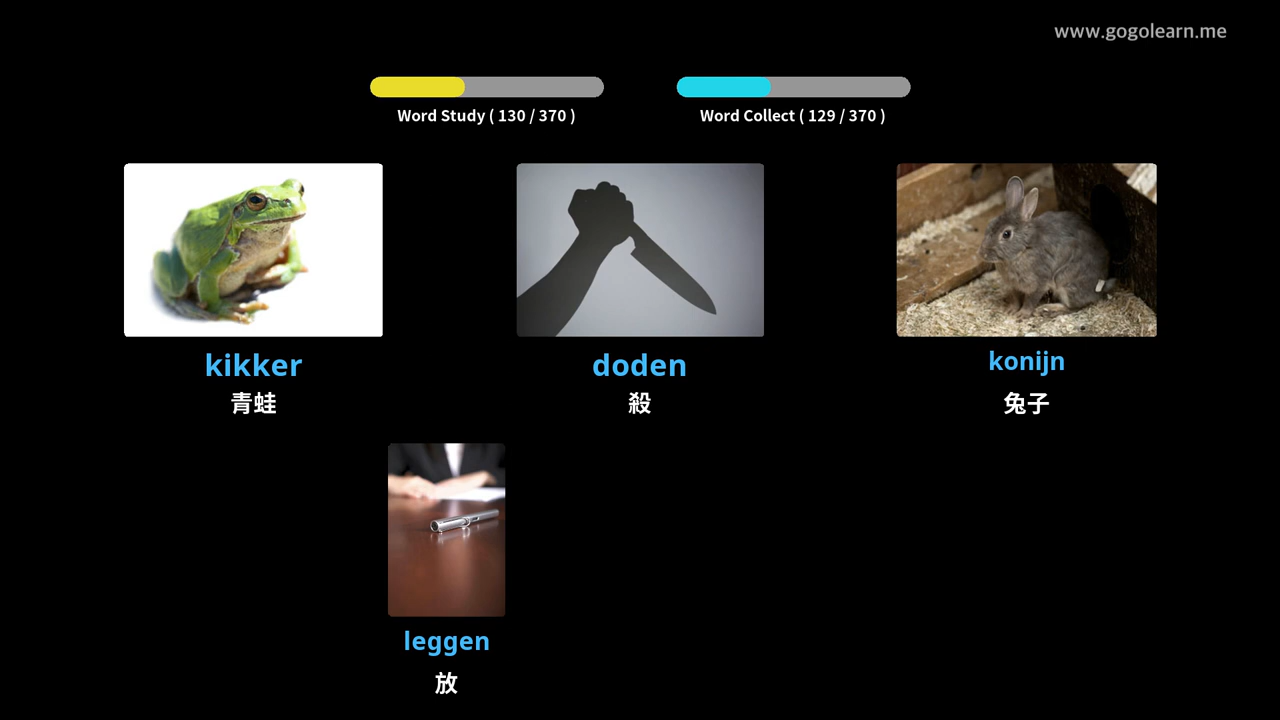 www.gogolearn.me
Word Study ( 130 / 370 )
Word Collect ( 129 / 370 )
kikker
青蛙
doden
殺
konijn
兔子
leggen
放